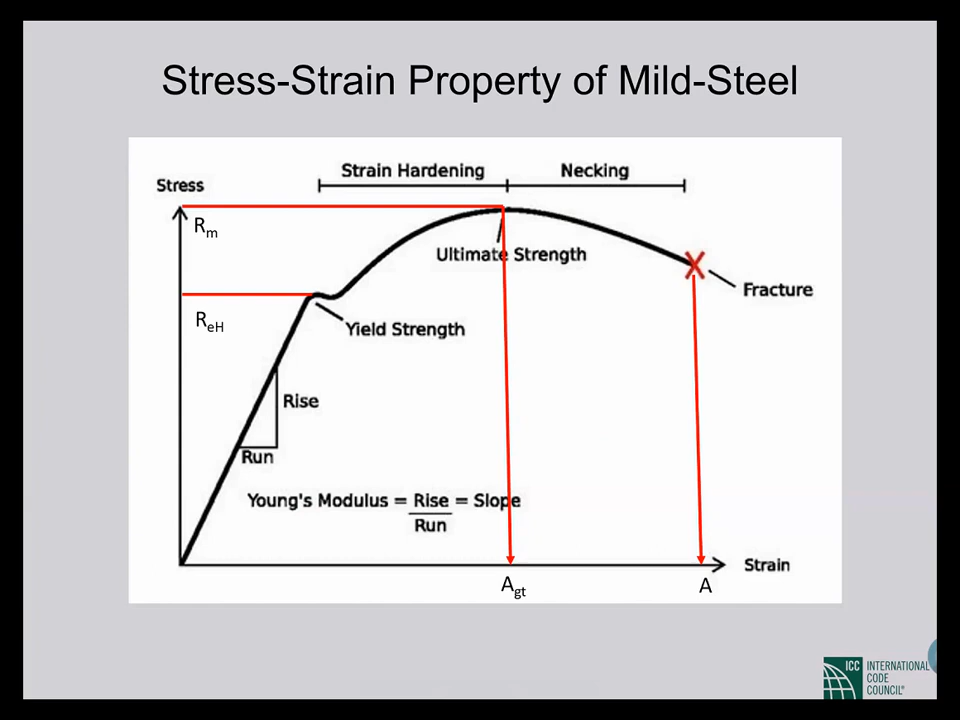 Stress-Strain Property of Mild-Steel
Strain Hardening
Necking
Stress
Rm
Ultimate Strength
Fracture
ReH
Yield Strength
Rise
Run
Young's Modulus = Rise = Slope
Run
Strain
Agt
A
ICC
INTERNATIONAL
CODE
COUNCIL®